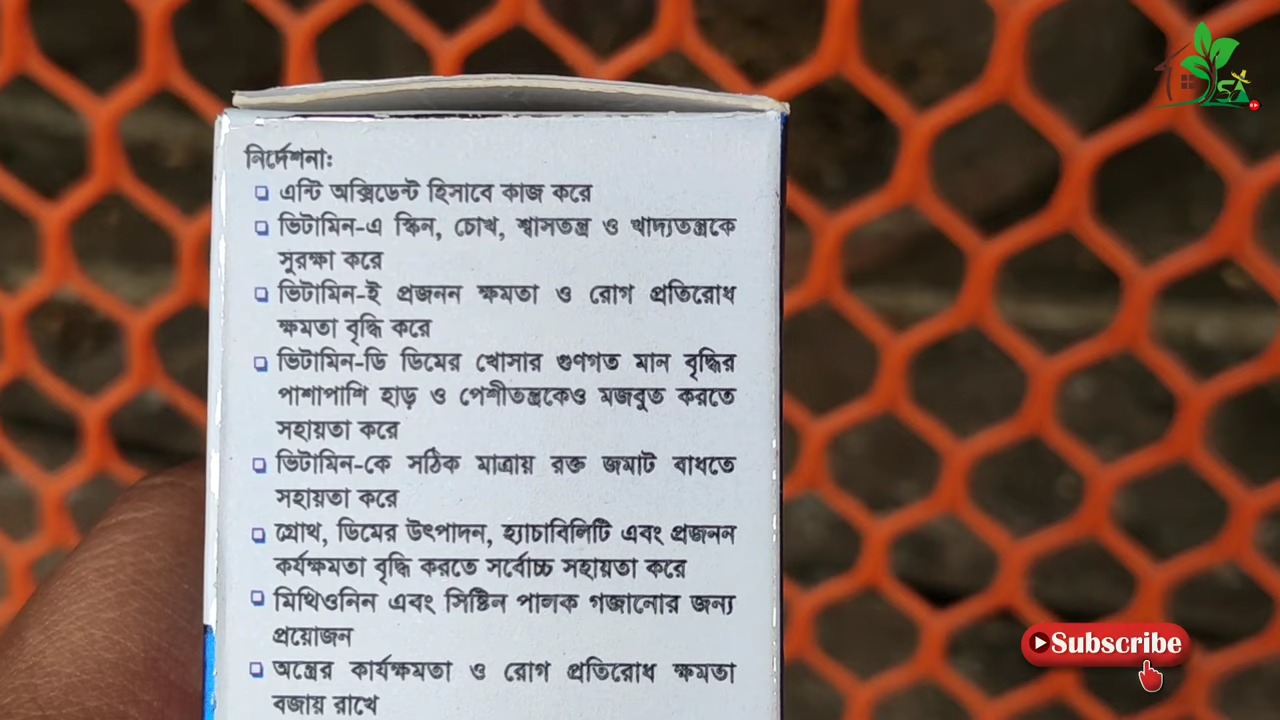 নির্দেশনাঃ
❑ এন্টি অক্সিডেন্ট হিসাবে কাজ করে
❑ ভিটামিন-এ স্কিন, চোখ, শ্বাসতন্ত্র ও খাদ্যতন্ত্রকে
সুরক্ষা করে
❑ ভিটামিন-ই প্রজনন ক্ষমতা ও রোগ প্রতিরোধ
ক্ষমতা বৃদ্ধি করে
❑ ভিটামিন-ডি ডিমের খোসার গুণগত মান বৃদ্ধির
পাশাপাশি হাড় ও পেশীতন্ত্রকেও মজবুত করতে
সহায়তা করে
❑ ভিটামিন-কে সঠিক মাত্রায় রক্ত জমাট বাধতে
সহায়তা করে
❑ গ্রোথ, ডিমের উৎপাদন, হ্যাচাবিলিটি এবং প্রজনন
কর্যক্ষমতা বৃদ্ধি করতে সর্বোচ্চ সহায়তা করে
❑ মিথিওনিন এবং সিষ্টিন পালক গজানোর জন্য
প্রয়োজন
❑ অন্ত্রের কার্যক্ষমতা ও রোগ প্রতিরোধ ক্ষমতা
বজায় রাখে
Subscribe